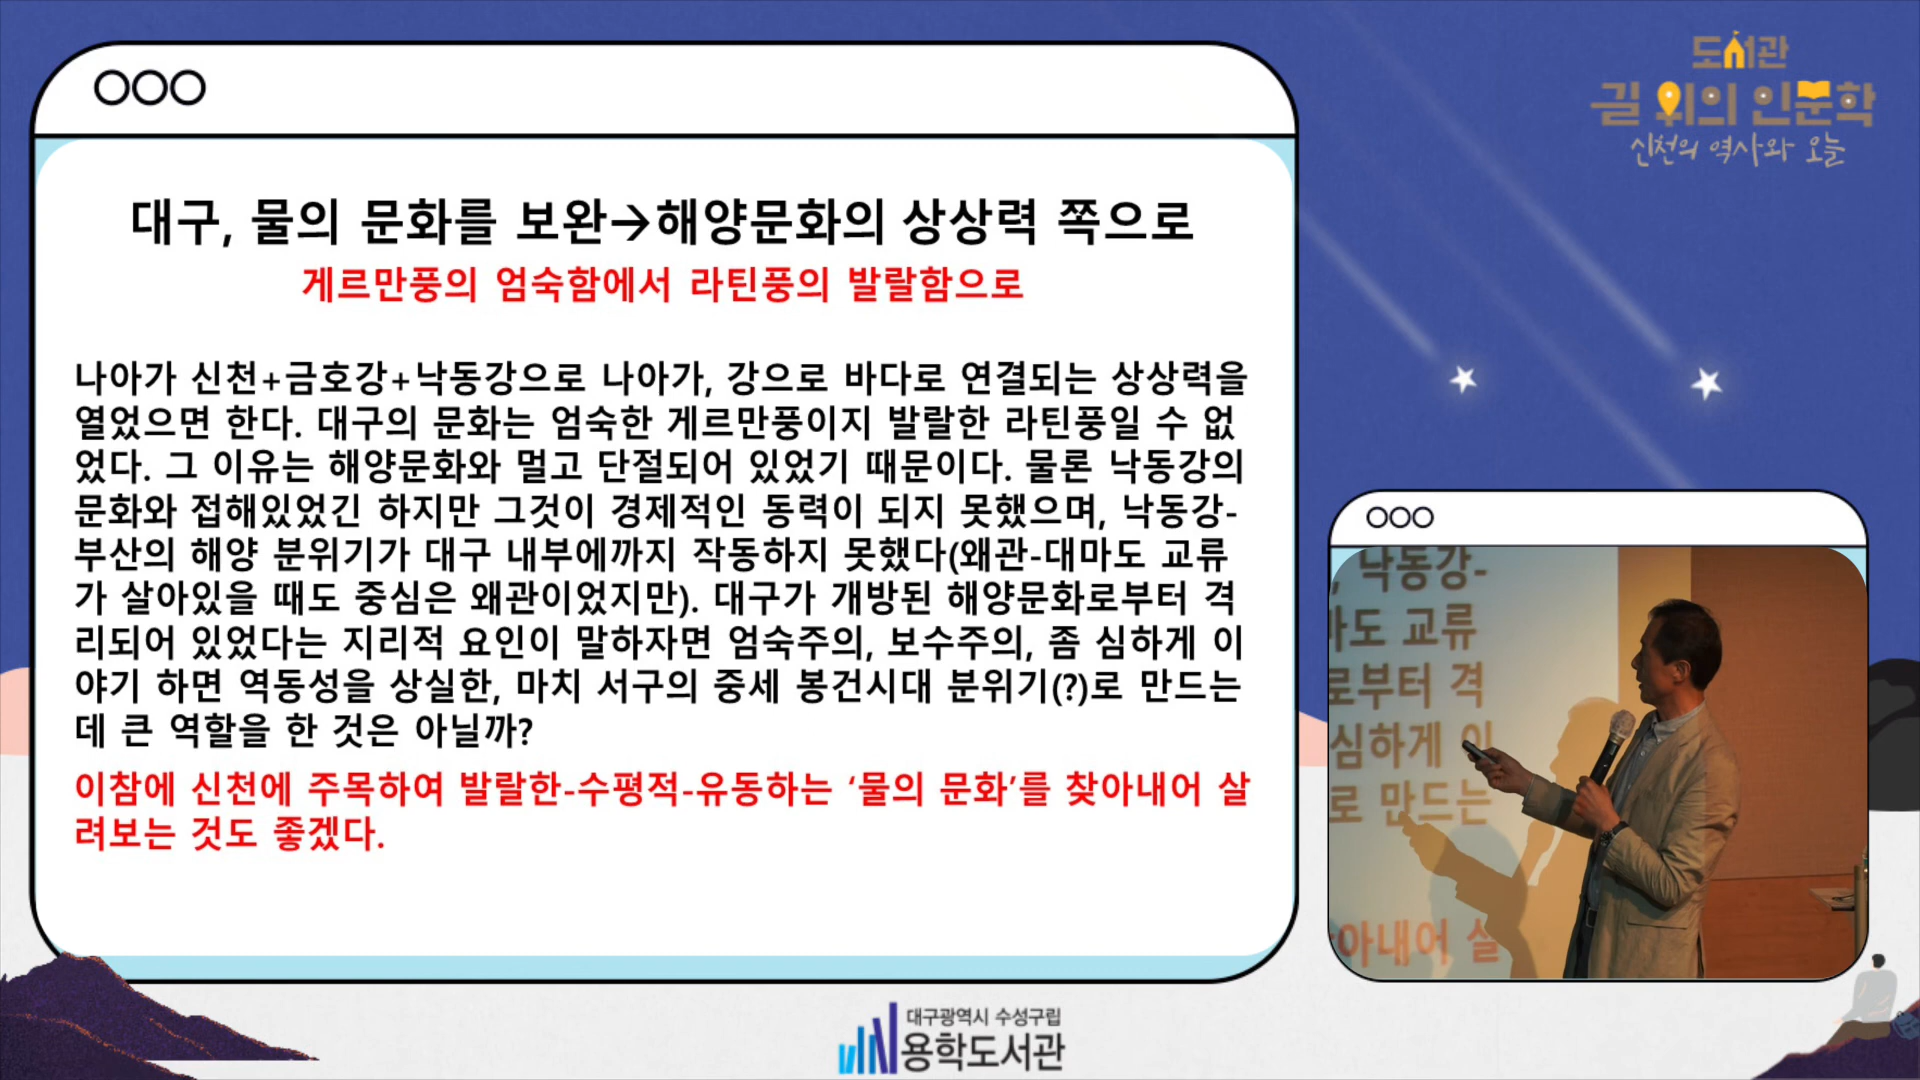 도서관
길 위의 인문학
신천의 역사와 오늘
대구, 물의 문화를 보완→해양문화의 상상력 쪽으로
게르만풍의 엄숙함에서 라틴풍의 발랄함으로
나아가 신천+금호강+낙동강으로 나아가, 강으로 바다로 연결되는 상상력을
열었으면 한다. 대구의 문화는 엄숙한 게르만풍이지 발랄한 라틴풍일 수 없
었다. 그 이유는 해양문화와 멀고 단절되어 있었기 때문이다. 물론 낙동강의
문화와 접해있었긴 하지만 그것이 경제적인 동력이 되지 못했으며, 낙동강-
부산의 해양 분위기가 대구 내부에까지 작동하지 못했다(왜관-대마도 교류
가 살아있을 때도 중심은 왜관이었지만). 대구가 개방된 해양문화로부터 격
리되어 있었다는 지리적 요인이 말하자면 엄숙주의, 보수주의, 좀 심하게 이
야기 하면 역동성을 상실한, 마치 서구의 중세 봉건시대 분위기(?)로 만드는
데 큰 역할을 한 것은 아닐까?
이참에 신천에 주목하여 발랄한-수평적-유동하는 ‘물의 문화’를 찾아내어 살
려보는 것도 좋겠다.
, 낙동강-
마도 교류
로부터 격
심하게 이
로 만드는
아내어 살
대구광역시 수성구립
용학도서관